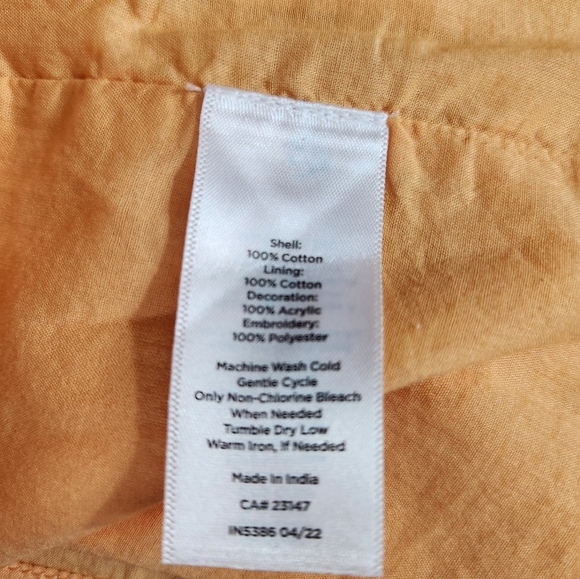 Shell:
100% Cotton
Lining:
100% Cotton
Decoration:
100% Acrylic
Embroidery:
100% Polyester
Machine Wash Cold
Gentle Cycle
Only Non-Chlorine Bleach
When Needed
Tumble Dry Low
Warm Iron, If Needed
Made In India
CA# 23147
IN5386 04/22